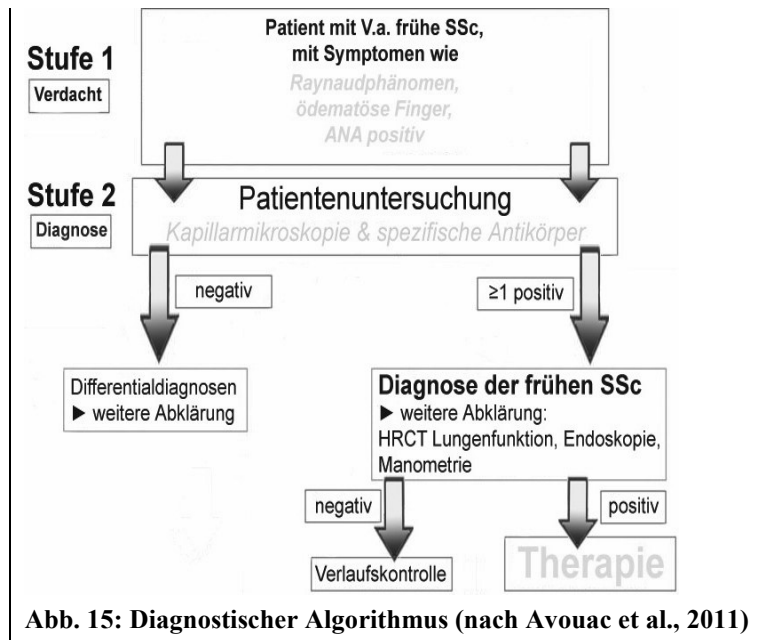 Patient mit V.a. frühe SSc,
mit Symptomen wie
Stufe 1
Verdacht
Raynaudphänomen,
ödematöse Finger,
ANA positiv
Stufe 2
Diagnose
Patientenuntersuchung
Kapillarmikroskopie & spezifische Antikörper
negativ
≥1 positiv
Differentialdiagnosen
► weitere Abklärung
Diagnose der frühen SSc
► weitere Abklärung:
HRCT Lungenfunktion, Endoskopie,
Manometrie
negativ
positiv
Verlaufskontrolle
Therapie
Abb. 15: Diagnostischer Algorithmus (nach Avouac et al., 2011)